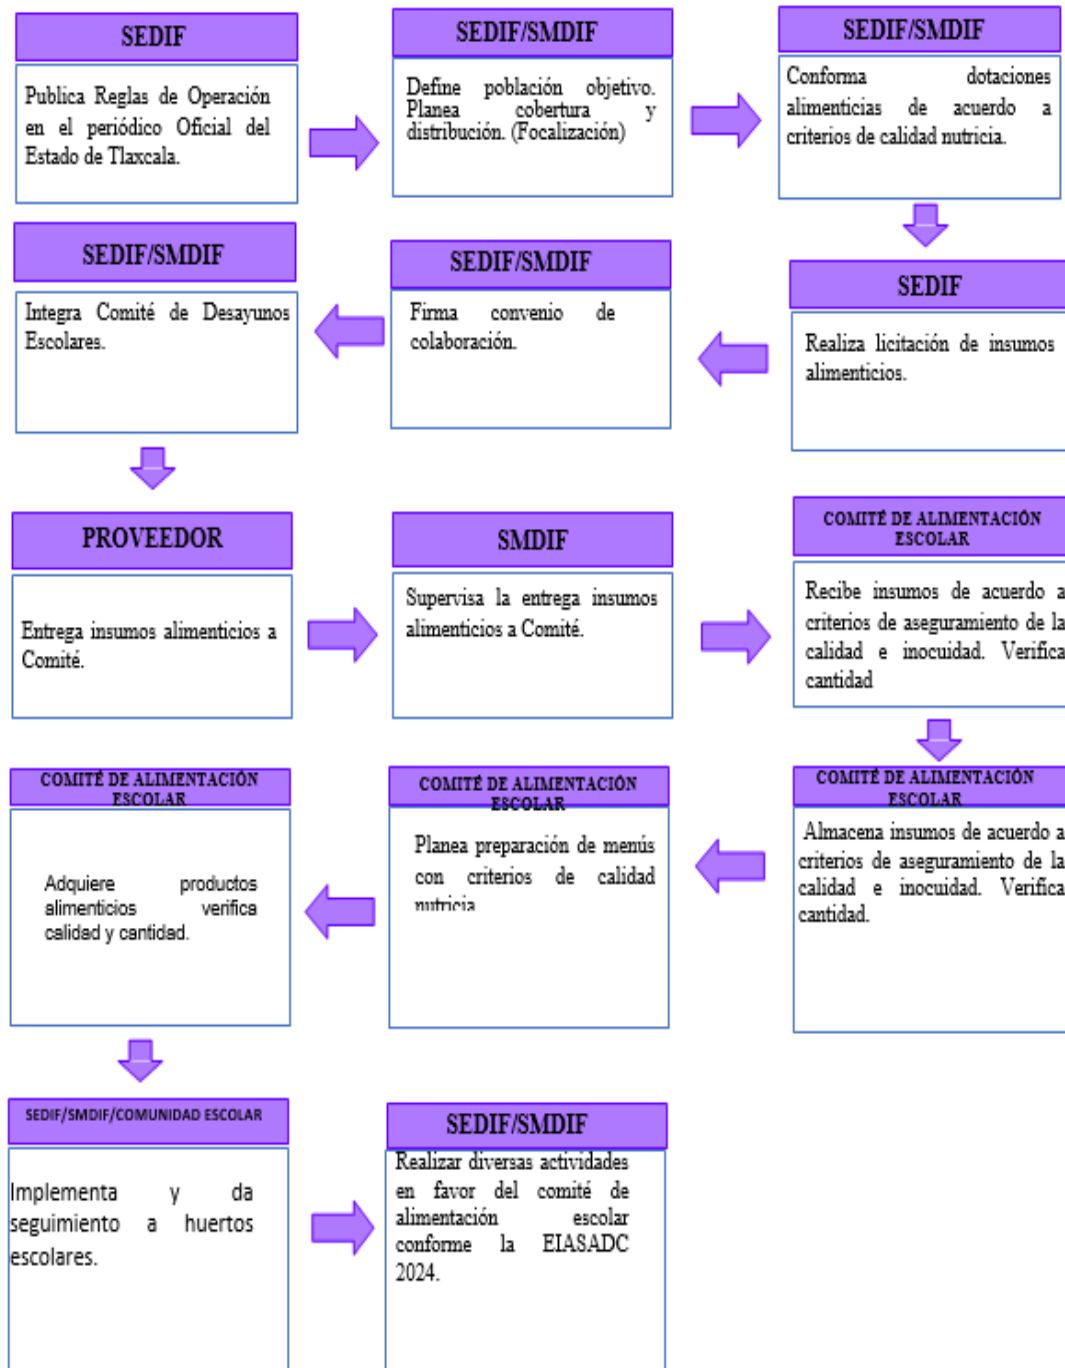 SEDIF
Publica Reglas de Operación
en el periódico Oficial del
Estado de Tlaxcala.
SEDIF/SMDIF
Define población objetivo.
Planea cobertura y
distribución. (Focalización)
SEDIF/SMDIF
Conforma dotaciones
alimenticias de acuerdo a
criterios de calidad nutricia.
SEDIF
Realiza licitación de insumos
alimenticios.
SEDIF/SMDIF
Firma convenio de
colaboración.
SEDIF/SMDIF
Integra Comité de Desayunos
Escolares.
PROVEEDOR
Entrega insumos alimenticios a
Comité.
SMDIF
Supervisa la entrega insumos
alimenticios a Comité.
COMITÉ DE ALIMENTACIÓN
ESCOLAR
Recibe insumos de acuerdo a
criterios de aseguramiento de la
calidad e inocuidad. Verifica
cantidad
COMITÉ DE ALIMENTACIÓN
ESCOLAR
Almacena insumos de acuerdo a
criterios de aseguramiento de la
calidad e inocuidad. Verifica
cantidad.
COMITÉ DE ALIMENTACIÓN
ESCOLAR
Planea preparación de menús
con criterios de calidad
nutricia
COMITÉ DE ALIMENTACIÓN
ESCOLAR
Adquiere productos
alimenticios verifica
calidad y cantidad.
SEDIF/SMDIF/COMUNIDAD ESCOLAR
Implementa y da
seguimiento a huertos
escolares.
SEDIF/SMDIF
Realizar diversas actividades
en favor del comité de
alimentación escolar
conforme la EIASADC
2024.